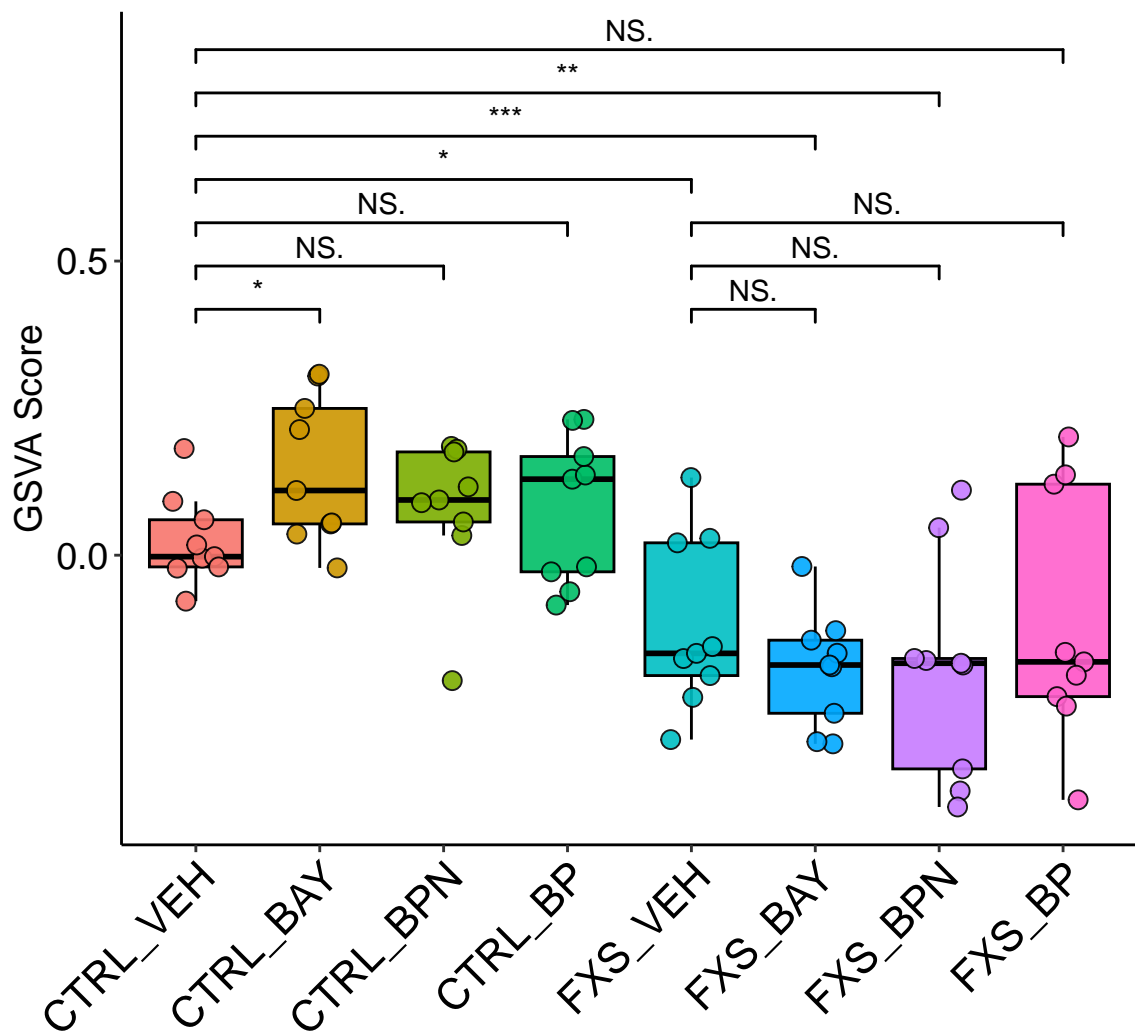 NS.
**
***
*
NS.
NS.
NS.
NS.
*
NS.
0.5
0.0
GSVA Score
CTRL_VEH
CTRL_BAY
CTRL_BPN
CTRL_BP
FXS_VEH
FXS_BAY
FXS_BPN
FXS_BP